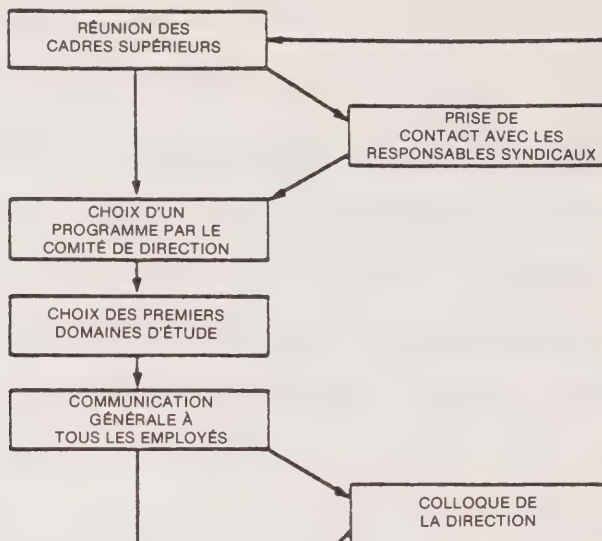 RÉUNION DES
CADRES SUPÉRIEURS
PRISE DE
CONTACT AVEC LES
RESPONSABLES SYNDICAUX
CHOIX D'UN
PROGRAMME PAR LE
COMITÉ DE DIRECTION
CHOIX DES PREMIERS
DOMAINES D'ÉTUDE
COMMUNICATION
GÉNÉRALE À
TOUS LES EMPLOYÉS
COLLOQUE DE
LA DIRECTION